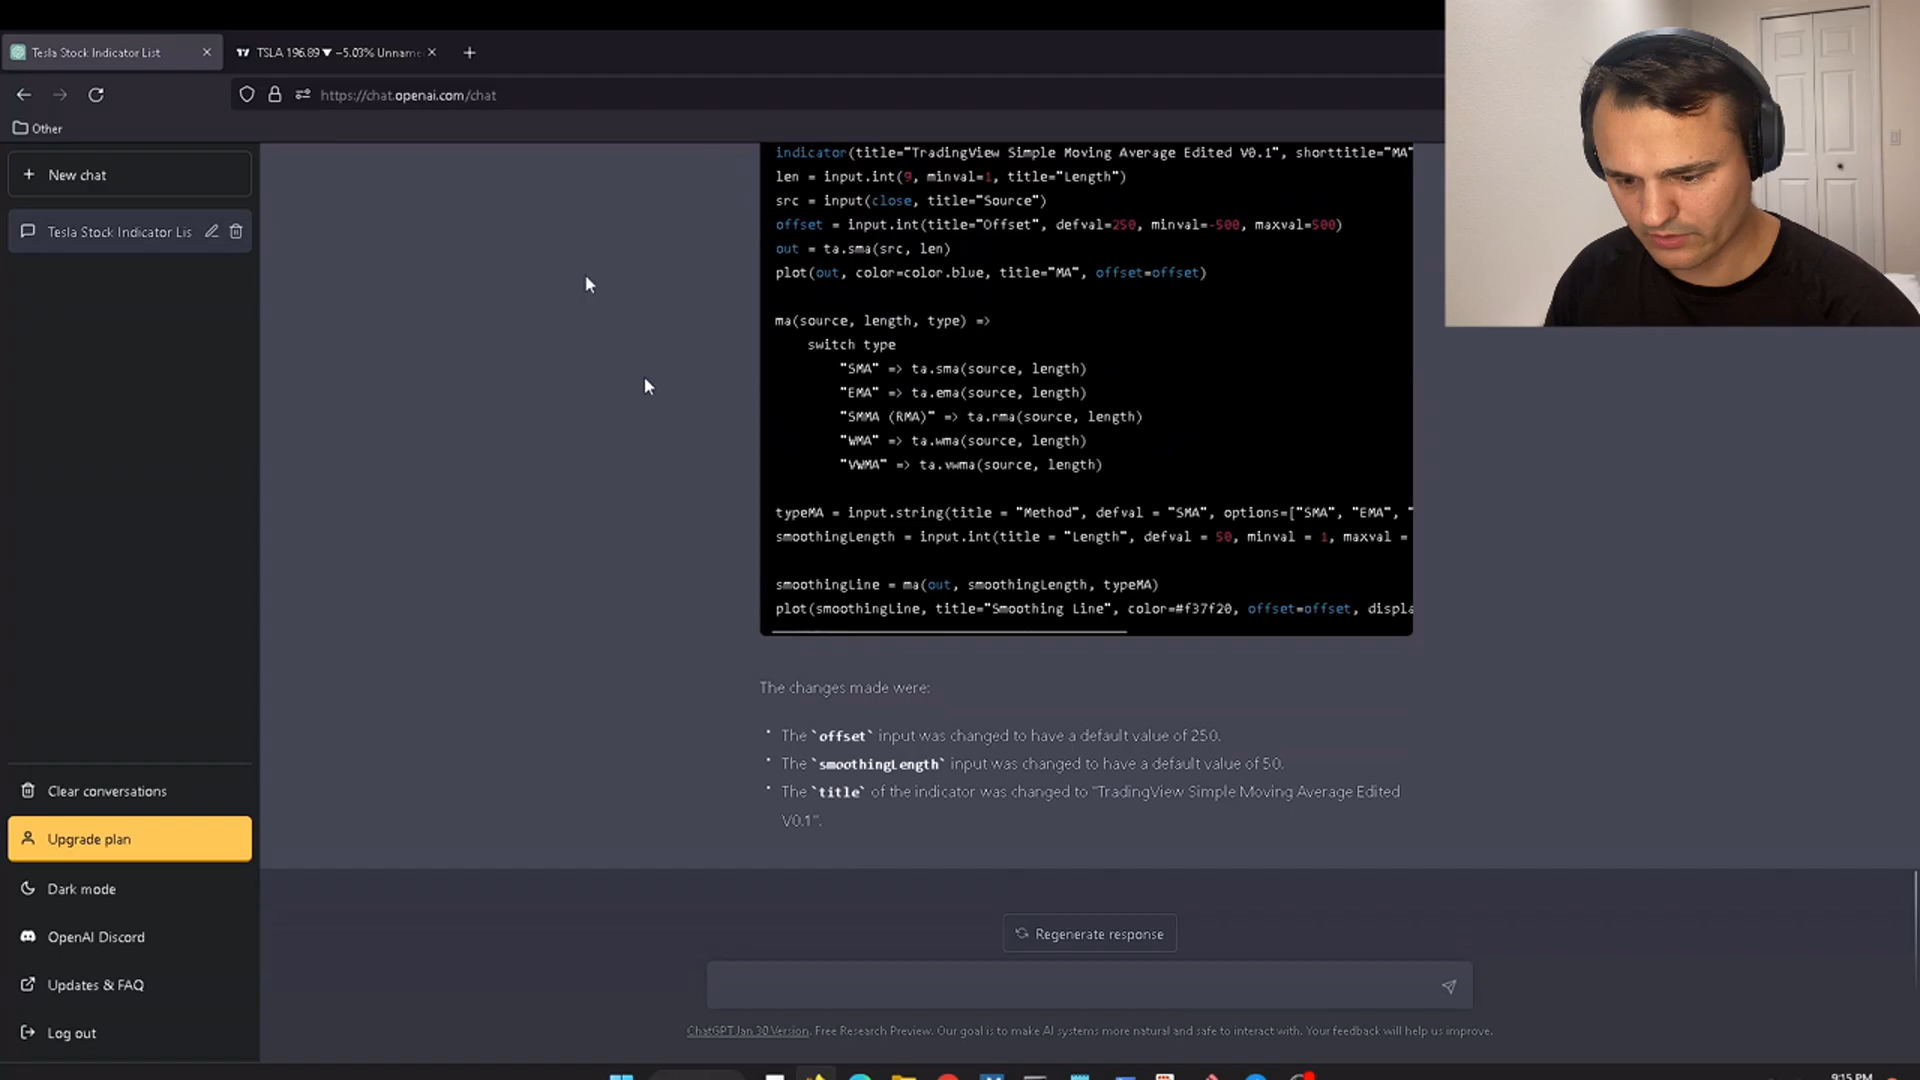 Tesla Stock Indicator List
TSLA 196.89 ▼ −5.03% Unname
https://chat.openai.com/chat
Other
New chat
Tesla Stock Indicator Lis
indicator(title="TradingView Simple Moving Average Edited V0.1", shorttitle="MA"
len = input.int(9, minval=1, title="Length")
src = input(close, title="Source")
offset = input.int(title="Offset", defval=250, minval=-500, maxval=500)
out = ta.sma(src, len)
plot(out, color=color.blue, title="MA", offset=offset)
ma(source, length, type) =>
switch type
"SMA" => ta.sma(source, length)
"EMA" => ta.ema(source, length)
"SMMA (RMA)" => ta.rma(source, length)
"WMA" => ta.wma(source, length)
"VWMA" => ta.vwma(source, length)
typeMA = input.string(title = "Method", defval = "SMA", options=["SMA", "EMA", "
smoothingLength = input.int(title = "Length", defval = 50, minval = 1, maxval =
smoothingLine = ma(out, smoothingLength, typeMA)
plot(smoothingLine, title="Smoothing Line", color=#f37f20, offset=offset, displa
The changes made were:
• The `offset` input was changed to have a default value of 250.
• The `smoothingLength` input was changed to have a default value of 50.
• The `title` of the indicator was changed to "TradingView Simple Moving Average Edited
V0.1".
Clear conversations
Upgrade plan
Dark mode
OpenAI Discord
Updates & FAQ
Log out
Regenerate response
ChatGPT Jan 30 Version. Free Research Preview. Our goal is to make AI systems more natural and safe to interact with. Your feedback will help us improve.
9:15 PM